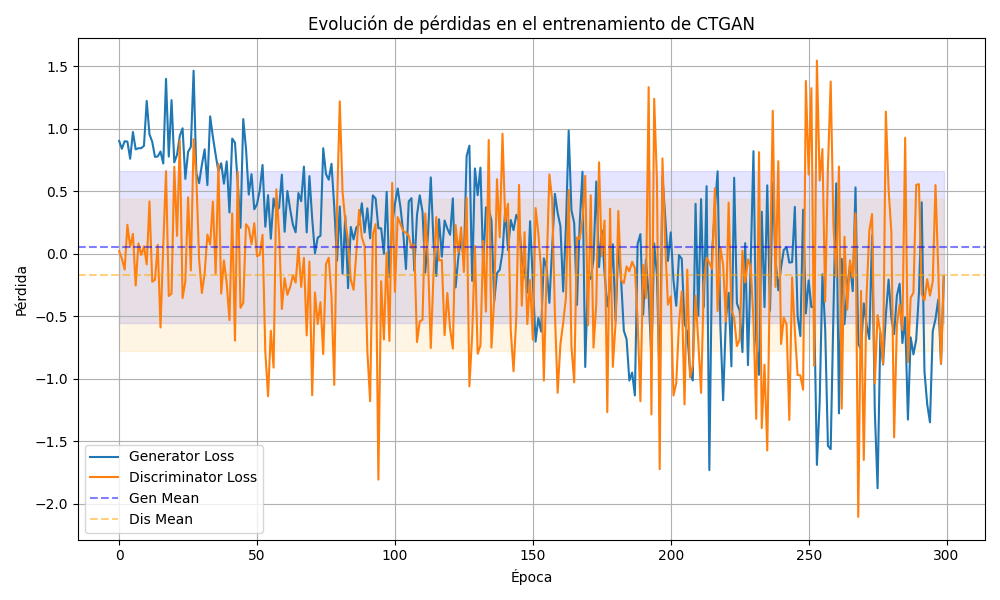 Evolución de pérdidas en el entrenamiento de CTGAN
Pérdida
1.5
1.0
0.5
0.0
−0.5
−1.0
−1.5
−2.0
Generator Loss
Discriminator Loss
Gen Mean
Dis Mean
0 50 100 150 200 250 300
Época